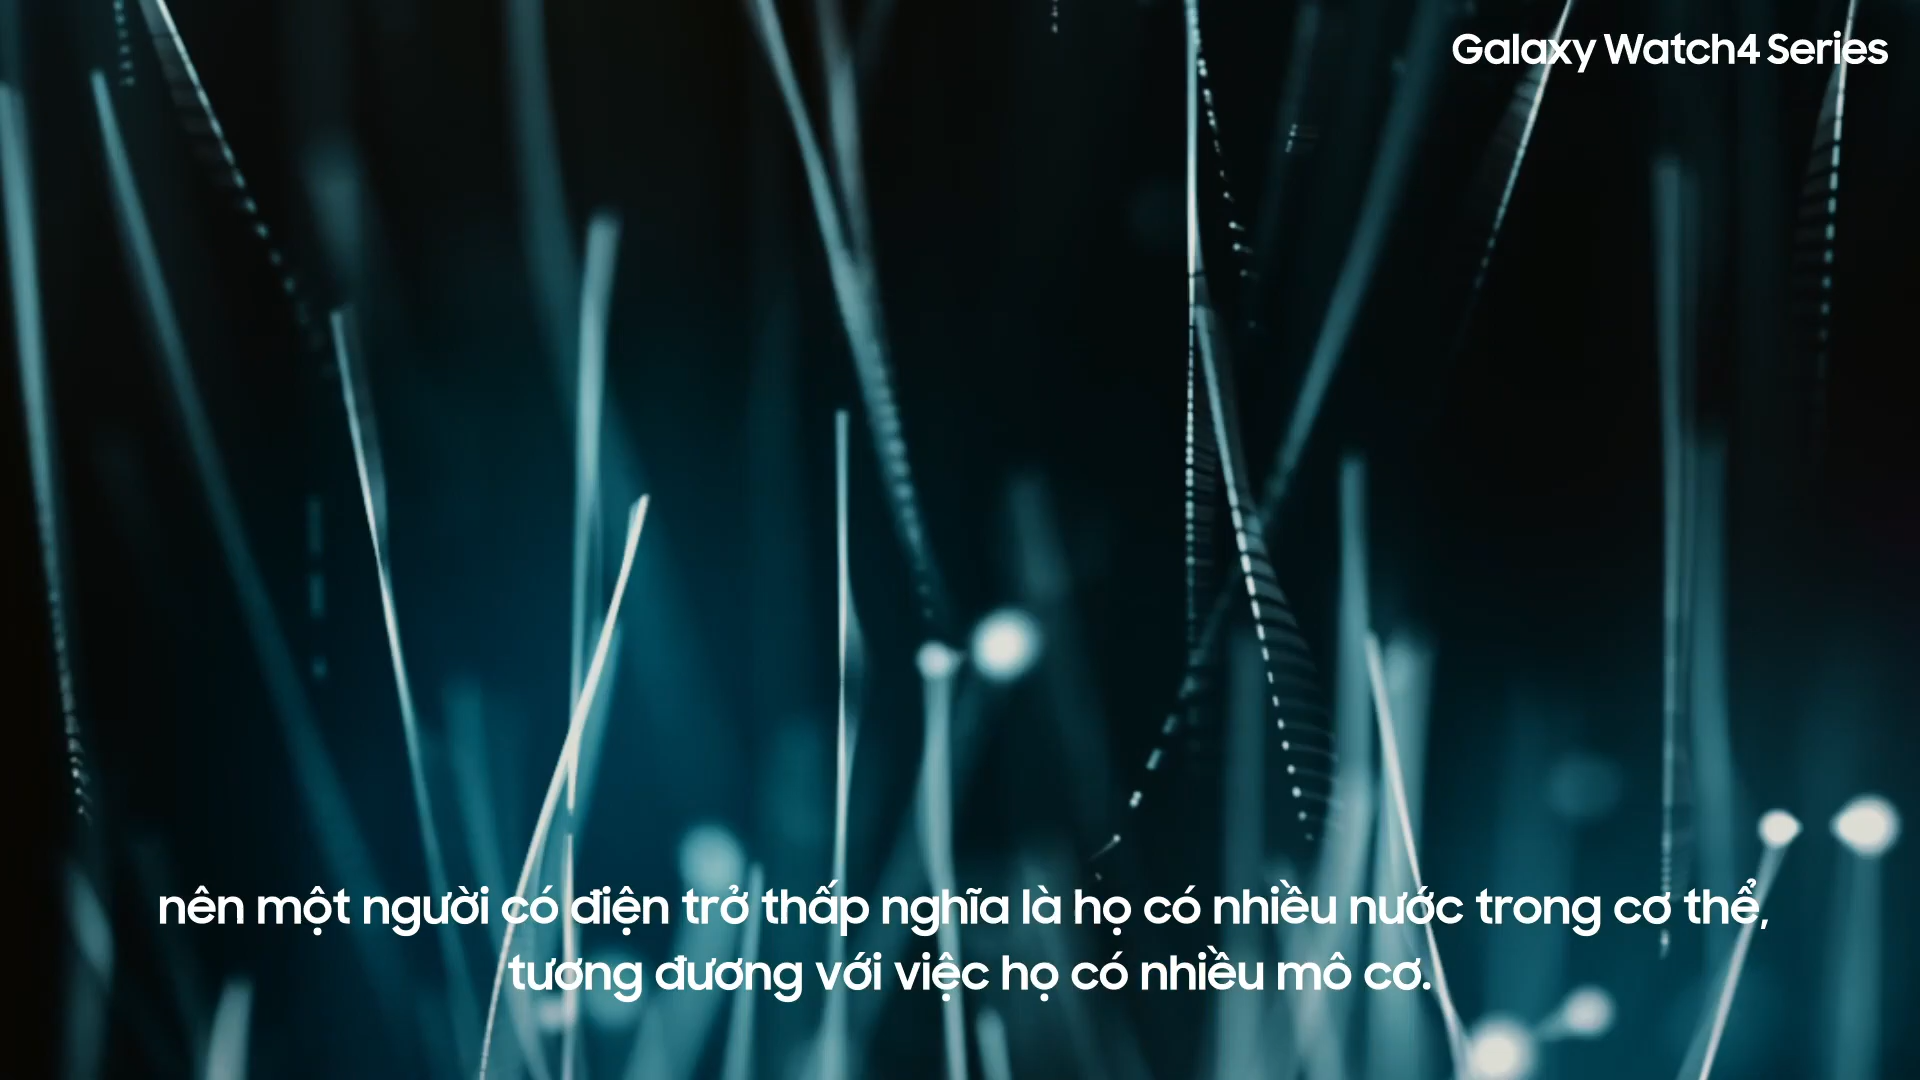 Galaxy Watch4 Series
nên một người có điện trở thấp nghĩa là họ có nhiều nước trong cơ thể,
tương đương với việc họ có nhiều mô cơ.